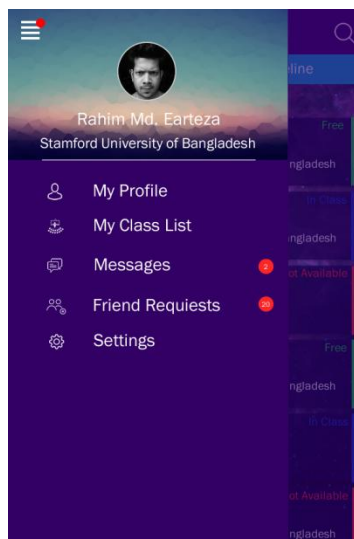 Rahim Md. Earteza
Stamford University of Bangladesh
My Profile
My Class List
Messages
2
Friend Requiests
20
Settings
line
Free
ngladesh
In Class
ngladesh
ot Available
Free
ngladesh
In Class
ot Available
ngladesh